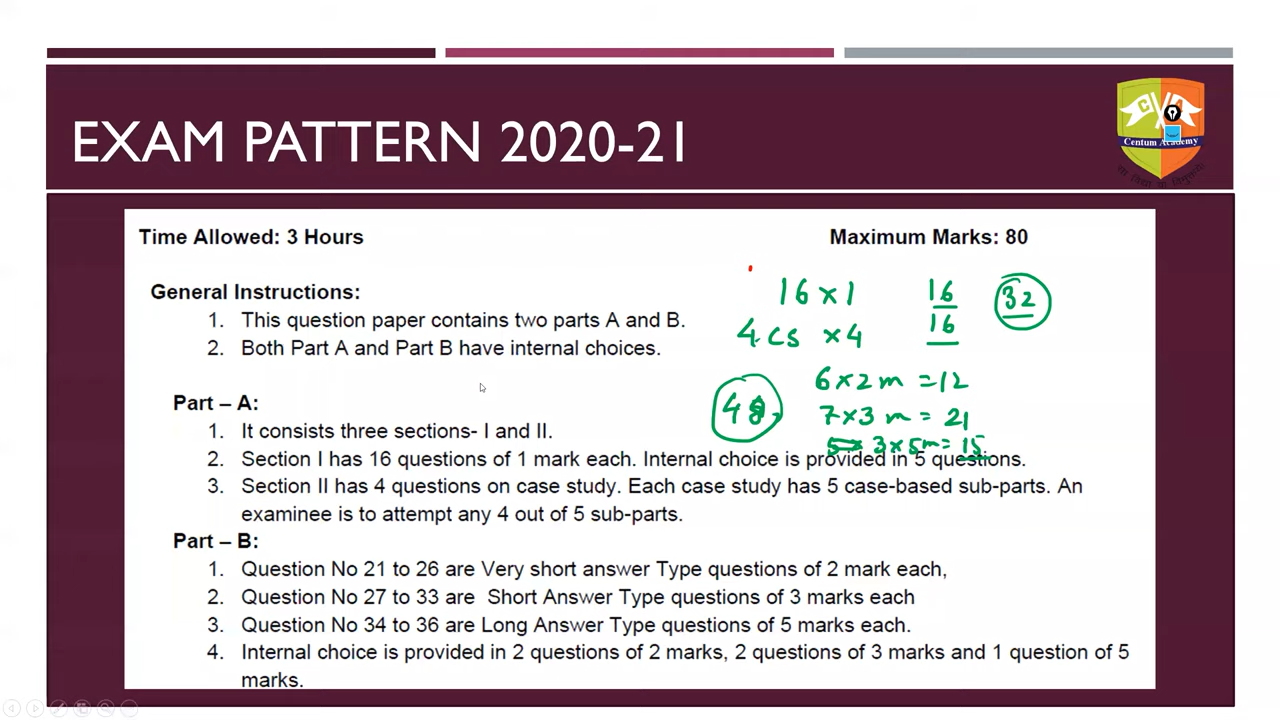 EXAM PATTERN 2020-21
Centum Academy
Time Allowed: 3 Hours
Maximum Marks: 80
General Instructions:
1. This question paper contains two parts A and B.
2. Both Part A and Part B have internal choices.
16 × 1 16 32
4. CS × 4 16
6 × 2 m = 12
48
7 × 3 m = 21
3 × 5 m = 15
Part – A:
1. It consists three sections- I and II.
2. Section I has 16 questions of 1 mark each. Internal choice is provided in 5 questions.
3. Section II has 4 questions on case study. Each case study has 5 case-based sub-parts. An
examinee is to attempt any 4 out of 5 sub-parts.
Part – B:
1. Question No 21 to 26 are Very short answer Type questions of 2 mark each,
2. Question No 27 to 33 are Short Answer Type questions of 3 marks each
3. Question No 34 to 36 are Long Answer Type questions of 5 marks each.
4. Internal choice is provided in 2 questions of 2 marks, 2 questions of 3 marks and 1 question of 5
marks.